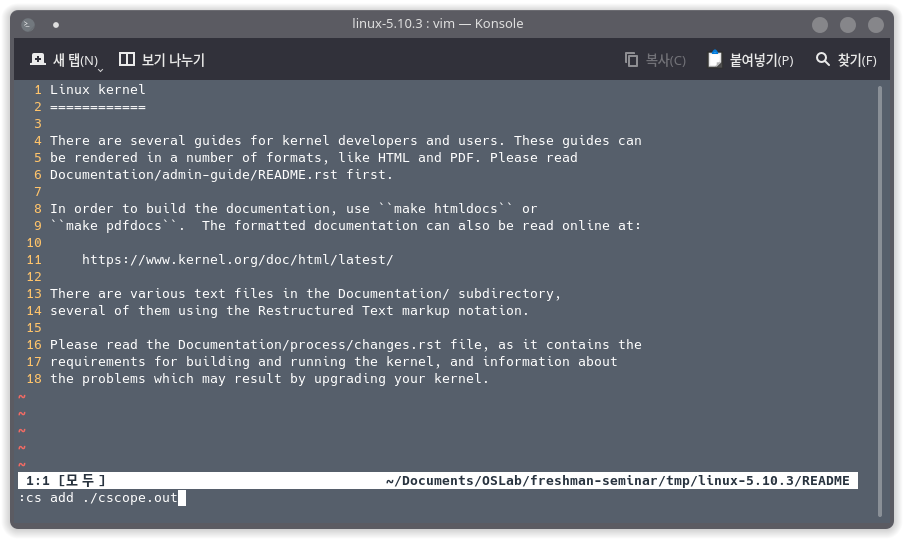 linux-5.10.3 : vim — Konsole
새 탭(N) 보기 나누기 복사(C) 붙여넣기(P) 찾기(F)
1 Linux kernel
2 ============
3
4 There are several guides for kernel developers and users. These guides can
5 be rendered in a number of formats, like HTML and PDF. Please read
6 Documentation/admin-guide/README.rst first.
7
8 In order to build the documentation, use ``make htmldocs`` or
9 ``make pdfdocs``.  The formatted documentation can also be read online at:
10
11     https://www.kernel.org/doc/html/latest/
12
13 There are various text files in the Documentation/ subdirectory,
14 several of them using the Restructured Text markup notation.
15
16 Please read the Documentation/process/changes.rst file, as it contains the
17 requirements for building and running the kernel, and information about
18 the problems which may result by upgrading your kernel.
~
~
~
~
~
1:1 [모두] ~/Documents/OSLab/freshman-seminar/tmp/linux-5.10.3/README
:cs add ./cscope.out